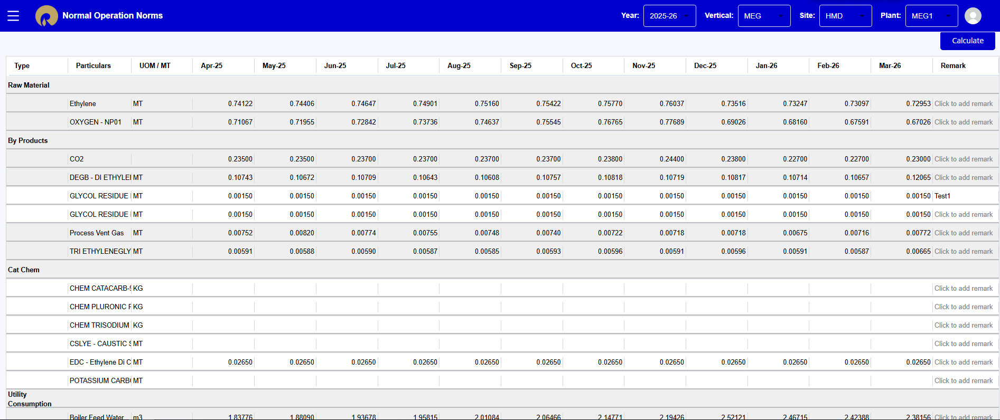 Normal Operation Norms Year: 2025-26 Vertical: MEG Site: HMD Plant: MEG1
Calculate
Type Particulars UOM / MT Apr-25 May-25 Jun-25 Jul-25 Aug-25 Sep-25 Oct-25 Nov-25 Dec-25 Jan-26 Feb-26 Mar-26 Remark
Raw Material
Ethylene MT 0.74122 0.74406 0.74647 0.74901 0.75160 0.75422 0.75770 0.76037 0.73516 0.73247 0.73097 0.72953 Click to add remark
OXYGEN - NP01 MT 0.71067 0.71955 0.72842 0.73736 0.74637 0.75545 0.76765 0.77689 0.69026 0.68160 0.67591 0.67026 Click to add remark
By Products
CO2 0.23500 0.23500 0.23700 0.23700 0.23700 0.23700 0.23800 0.24400 0.23800 0.22700 0.22700 0.23000 Click to add remark
DEGB - DI ETHYLE MT 0.10743 0.10672 0.10709 0.10643 0.10608 0.10757 0.10818 0.10719 0.10817 0.10714 0.10657 0.12065 Click to add remark
GLYCOL RESIDUE MT 0.00150 0.00150 0.00150 0.00150 0.00150 0.00150 0.00150 0.00150 0.00150 0.00150 0.00150 0.00150 Test1
GLYCOL RESIDUE MT 0.00150 0.00150 0.00150 0.00150 0.00150 0.00150 0.00150 0.00150 0.00150 0.00150 0.00150 0.00150 Click to add remark
Process Vent Gas MT 0.00752 0.00820 0.00774 0.00755 0.00748 0.00740 0.00722 0.00718 0.00718 0.00675 0.00716 0.00772 Click to add remark
TRI ETHYLENEGLY MT 0.00591 0.00588 0.00590 0.00587 0.00585 0.00593 0.00596 0.00591 0.00596 0.00591 0.00587 0.00665 Click to add remark
Cat Chem
CHEM CATACARB- KG Click to add remark
CHEM PLURONIC KG Click to add remark
CHEM TRISODIUM KG Click to add remark
CSLYE - CAUSTIC MT Click to add remark
EDC - Ethylene Di C MT 0.02650 0.02650 0.02650 0.02650 0.02650 0.02650 0.02650 0.02650 0.02650 0.02650 0.02650 0.02650 Click to add remark
POTASSIUM CARB MT Click to add remark
Utility
Consumption
Boiler Feed Water m3 1.83776 1.88090 1.93678 1.95815 2.01084 2.06466 2.14771 2.19426 2.52121 2.46715 2.42388 2.38156 Click to add remark